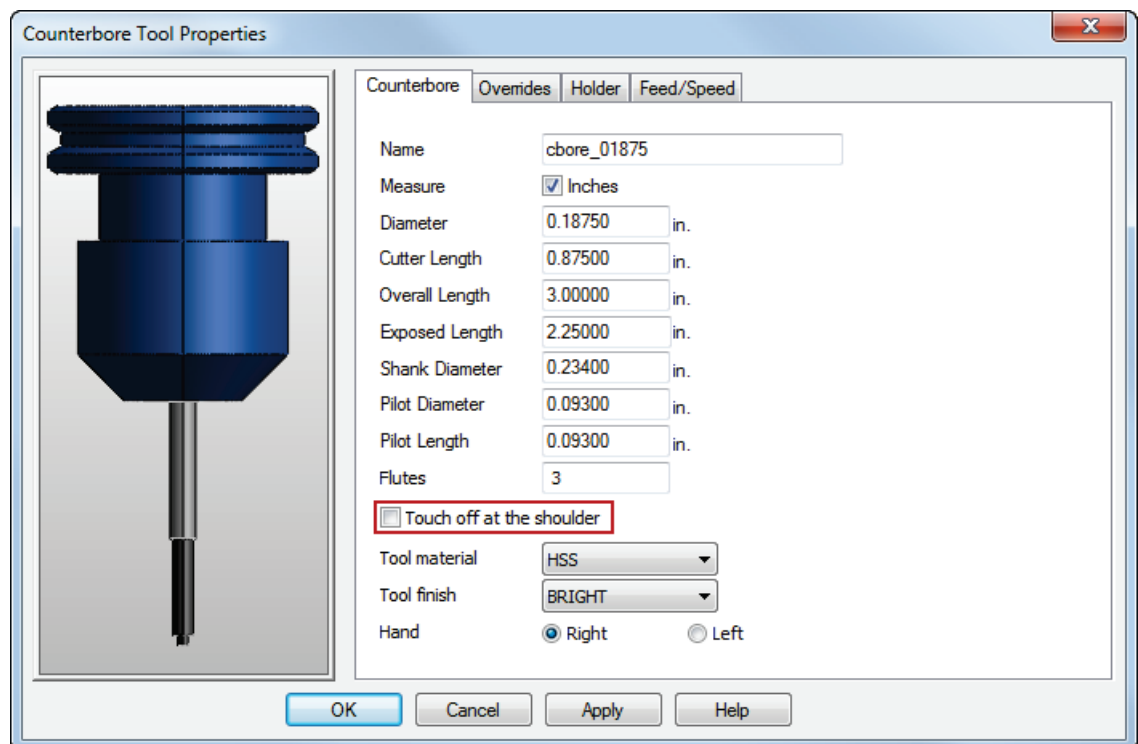 Counterbore Tool Properties
X
Counterbore Overrides Holder Feed/Speed
Name cbore_01875
Measure Inches
Diameter 0.18750 in.
Cutter Length 0.87500 in.
Overall Length 3.00000 in.
Exposed Length 2.25000 in.
Shank Diameter 0.23400 in.
Pilot Diameter 0.09300 in.
Pilot Length 0.09300 in.
Flutes 3
Touch off at the shoulder
Tool material HSS
Tool finish BRIGHT
Hand Right Left
OK Cancel Apply Help